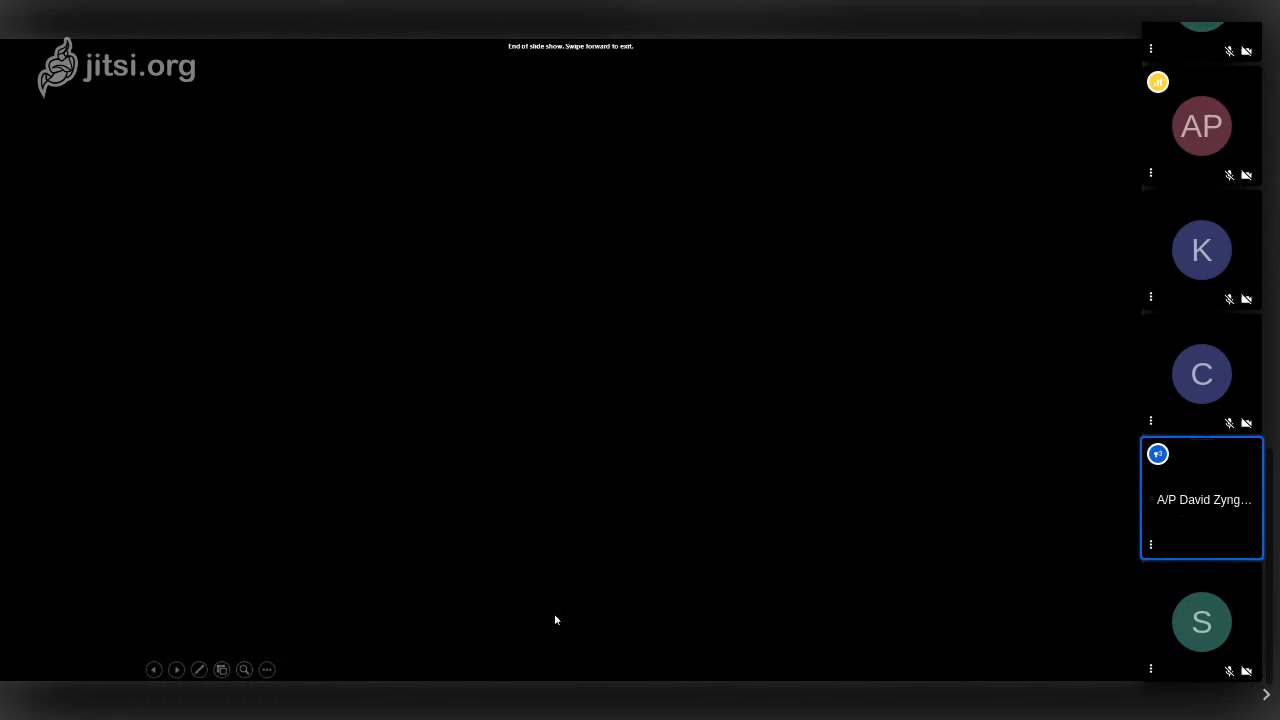 End of slide show. Swipe forward to exit.
jitsi.org
AP
K
C
A/P David Zyng...
S